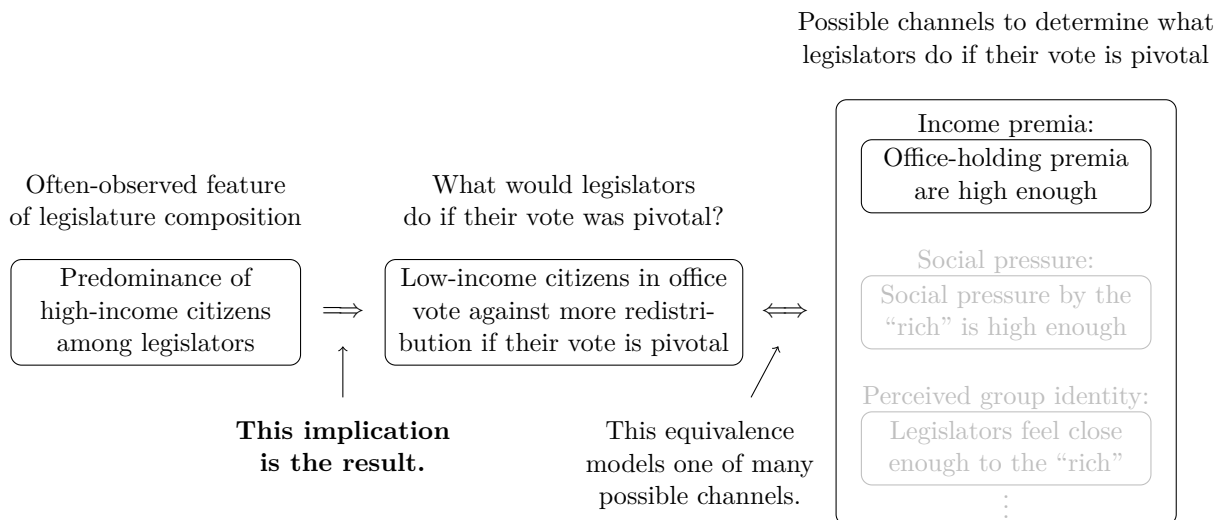 Possible channels to determine what
legislators do if their vote is pivotal
Income premia:
Office-holding premia
are high enough
Often-observed feature
of legislature composition
What would legislators
do if their vote was pivotal?
Predominance of
high-income citizens
among legislators
⟹
Low-income citizens in office
vote against more redistri-
bution if their vote is pivotal
⟺
Social pressure:
Social pressure by the
“rich” is high enough
Perceived group identity:
Legislators feel close
enough to the “rich”
⋮
This implication
is the result.
This equivalence
models one of many
possible channels.